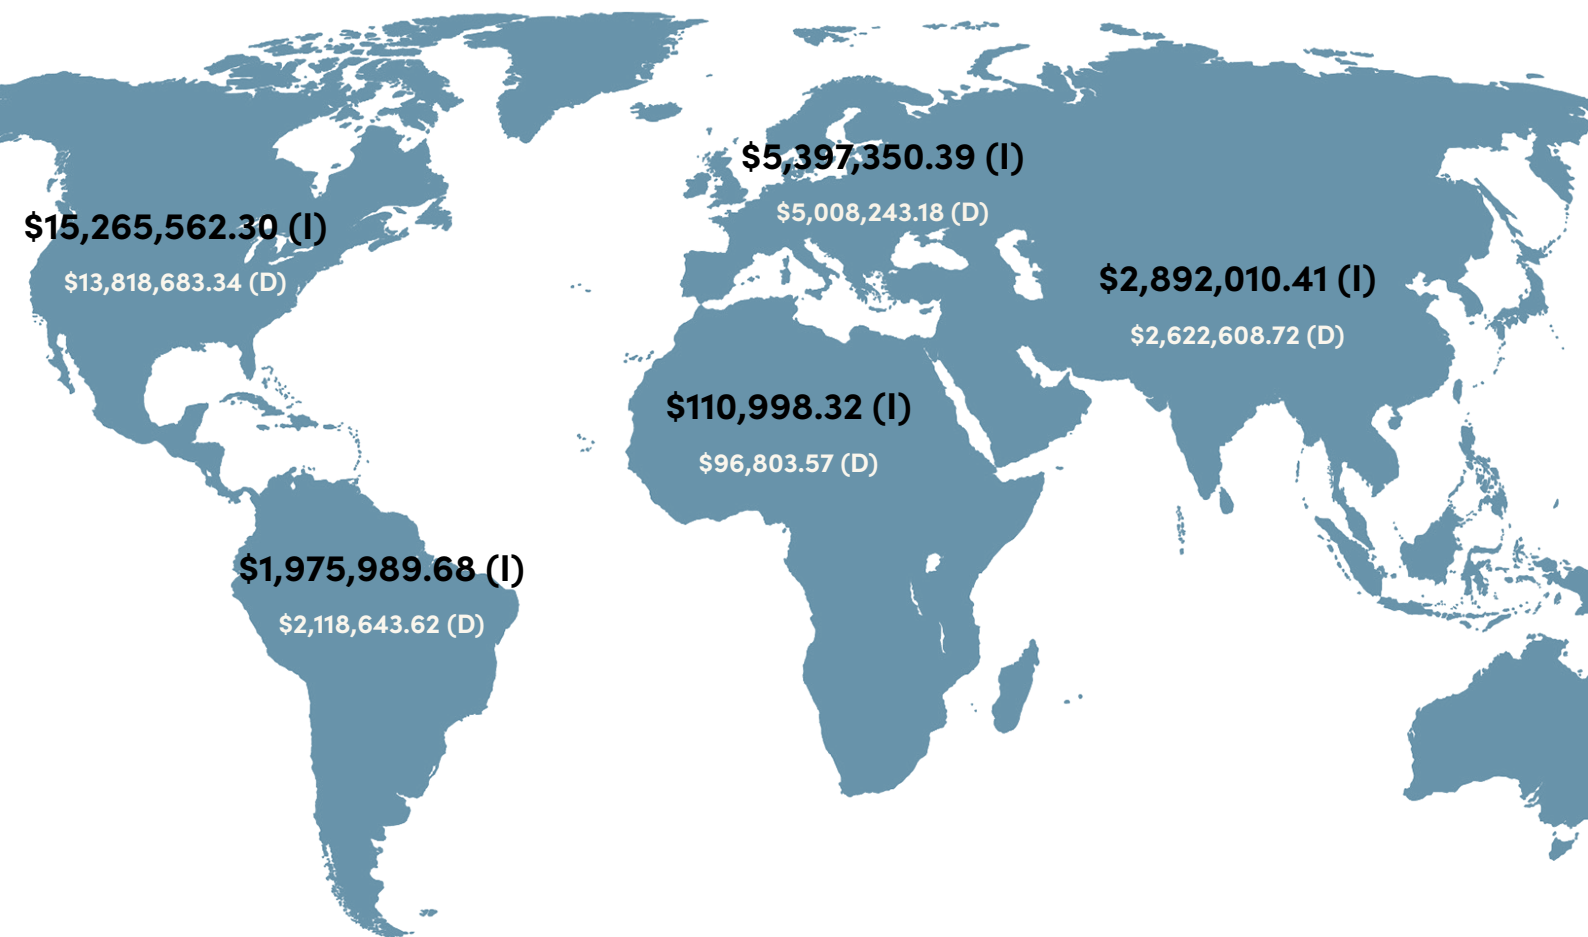 $5,397,350.39 (I)
$5,008,243.18 (D)
$15,265,562.30 (I)
$13,818,683.34 (D)
$2,892,010.41 (I)
$2,622,608.72 (D)
$110,998.32 (I)
$96,803.57 (D)
$1,975,989.68 (I)
$2,118,643.62 (D)